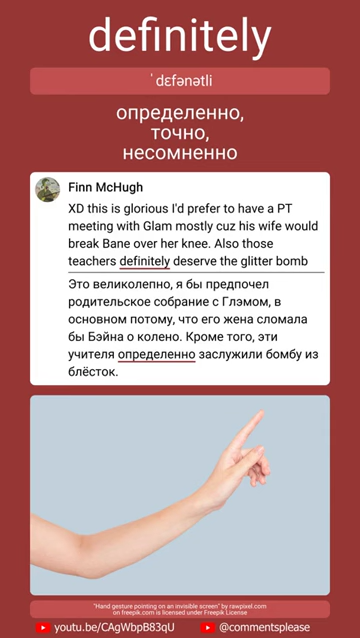 definitely
ˈdɛfənətli
определенно,
точно,
несомненно
Finn McHugh
XD this is glorious I'd prefer to have a PT
meeting with Glam mostly cuz his wife would
break Bane over her knee. Also those
teachers definitely deserve the glitter bomb
Это великолепно, я бы предпочел
родительское собрание с Глэмом, в
основном потому, что его жена сломала
бы Бэйна о колено. Кроме того, эти
учителя определенно заслужили бомбу из
блёсток.
"Hand gesture pointing on an invisible screen" by rawpixel.com
on freepik.com is licensed under Freepik License
youtu.be/CAgWbpB83qU
@commentsplease